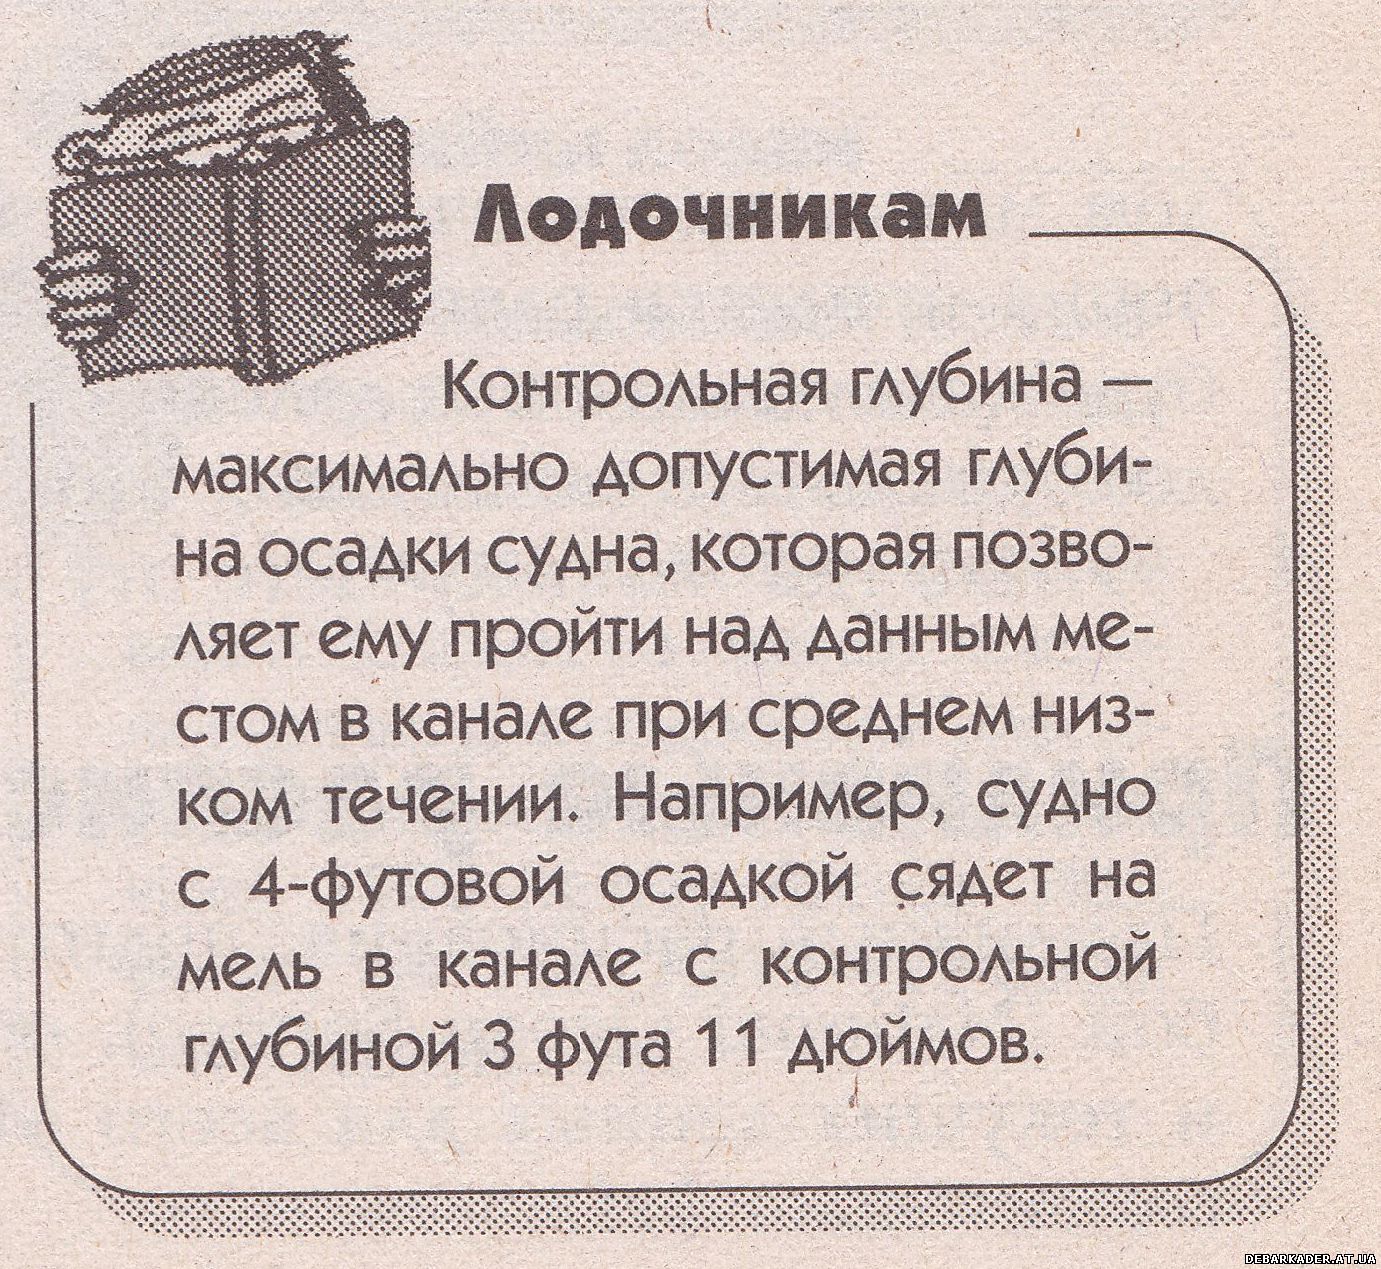 Лодочникам
Контрольная глубина —
максимально допустимая глуби-
на осадки судна, которая позво-
ляет ему пройти над данным ме-
стом в канале при среднем низ-
ком течении. Например, судно
с 4-футовой осадкой сядет на
мель в канале с контрольной
глубиной 3 фута 11 дюймов.
DEBARKADER.AT.UA